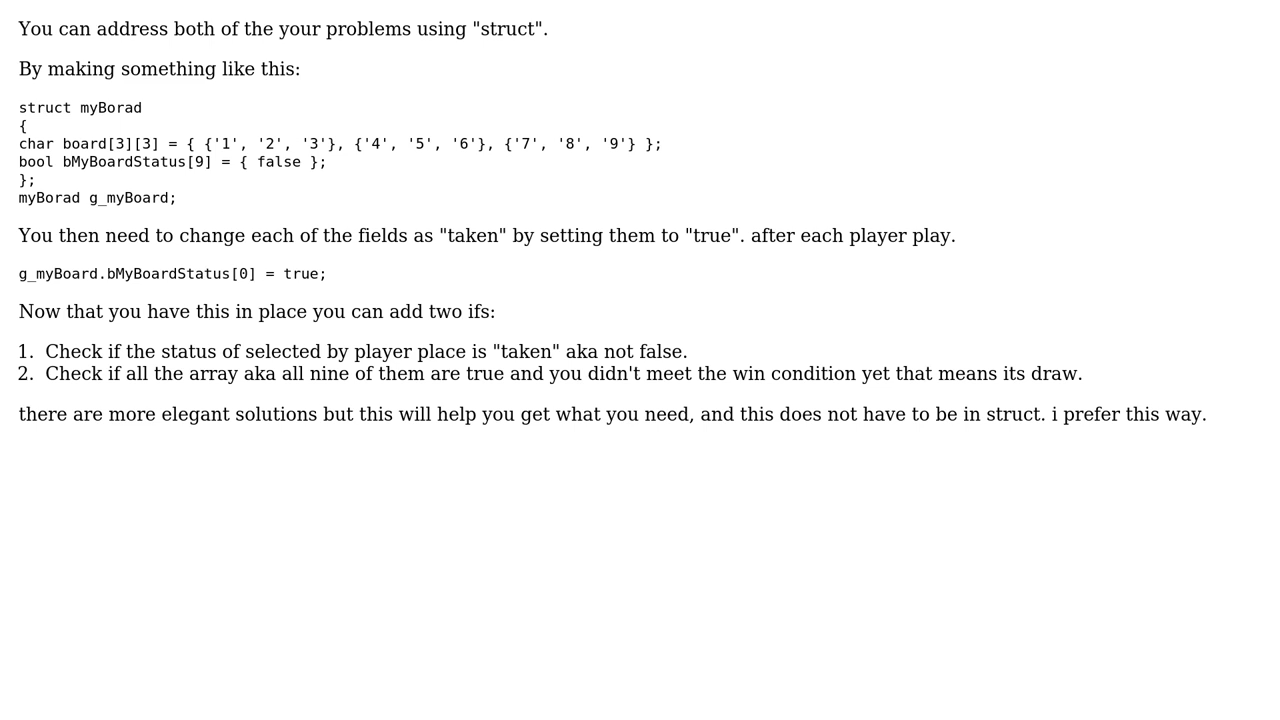 You can address both of the your problems using "struct".
By making something like this:
struct myBorad
{
char board[3][3] = { {'1', '2', '3'}, {'4', '5', '6'}, {'7', '8', '9'} };
bool bMyBoardStatus[9] = { false };
};
myBorad g_myBoard;
You then need to change each of the fields as "taken" by setting them to "true". after each player play.
g_myBoard.bMyBoardStatus[0] = true;
Now that you have this in place you can add two ifs:
1. Check if the status of selected by player place is "taken" aka not false.
2. Check if all the array aka all nine of them are true and you didn't meet the win condition yet that means its draw.
there are more elegant solutions but this will help you get what you need, and this does not have to be in struct. i prefer this way.